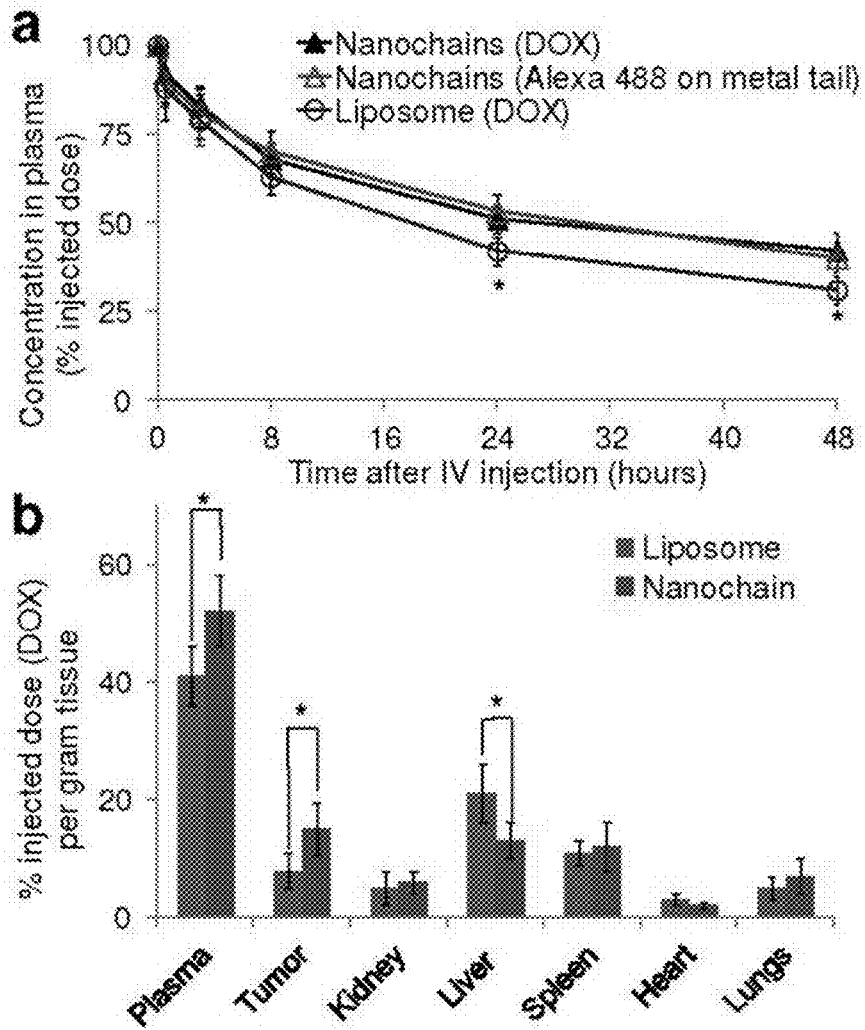 a
100
75
50
25
0
Concentration in plasma
(% injected dose)
Nanochains (DOX)
Nanochains (Alexa 488 on metal tail)
Liposome (DOX)
*
*
0 8 16 24 32 40 48
Time after IV injection (hours)
b
60
40
20
0
% injected dose (DOX)
per gram tissue
Liposome
Nanochain
*
*
*
Plasma
Tumor
Kidney
Liver
Spleen
Heart
Lungs